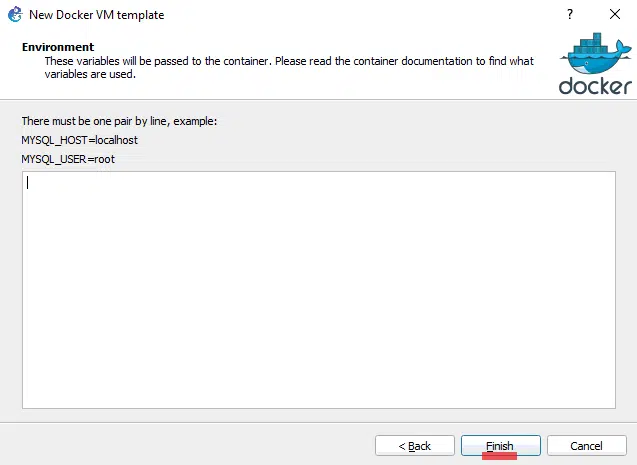 New Docker VM template
Environment
These variables will be passed to the container. Please read the container documentation to find what
variables are used.
docker
There must be one pair by line, example:
MYSQL_HOST=localhost
MYSQL_USER=root
< Back
Finish
Cancel